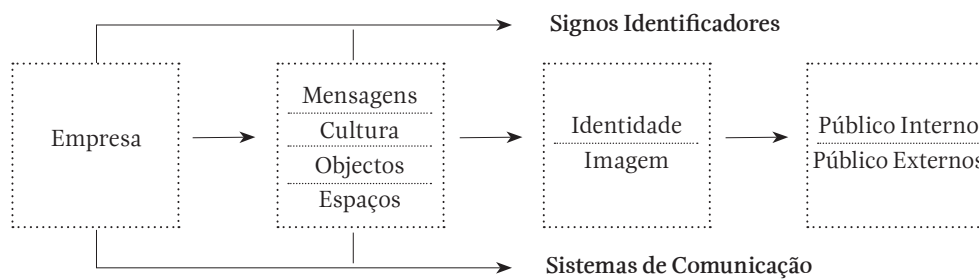 Signos Identificadores
Empresa
Mensagens
Cultura
Objectos
Espaços
Identidade
Imagem
Público Interno
Público Externos
Sistemas de Comunicação